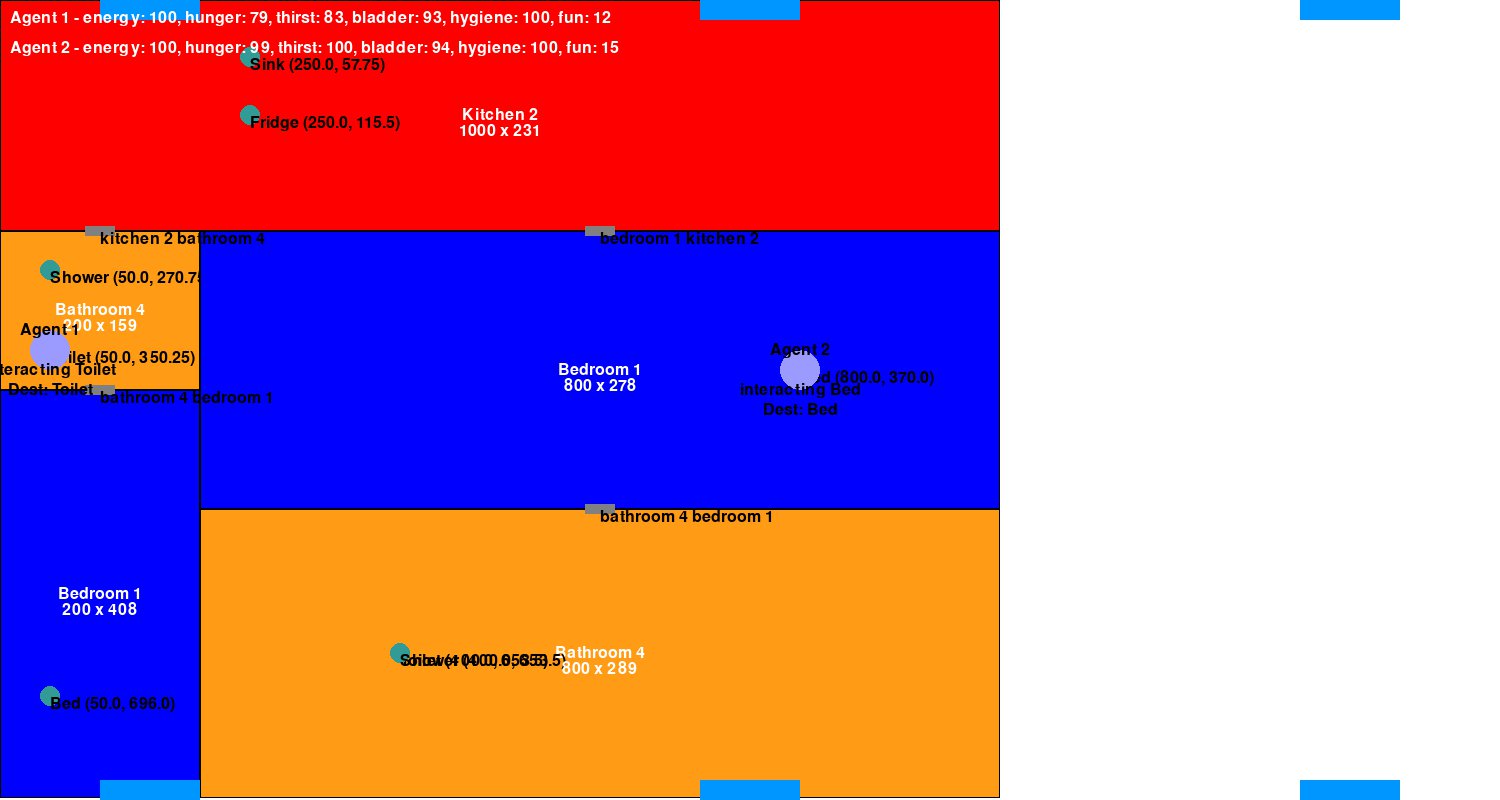 Agent 1 - energy: 100, hunger: 79, thirst: 83, bladder: 93, hygiene: 100, fun: 12
Agent 2 - energy: 100, hunger: 99, thirst: 100, bladder: 94, hygiene: 100, fun: 15
Sink (250.0, 57.75)
Fridge (250.0, 115.5)
Kitchen 2
1000 x 231
kitchen 2 bathroom 4
bedroom 1 kitchen 2
Shower (50.0, 270.75
Bathroom 4
200 x 159
Agent 1
ilet (50.0, 350.25)
teracting Toilet
Dest: Toilet
bathroom 4 bedroom 1
Bedroom 1
800 x 278
Agent 2
d (800.0, 370.0)
interacting Bed
Dest: Bed
bathroom 4 bedroom 1
Bedroom 1
200 x 408
Bathroom 4
800 x 289
Bed (50.0, 696.0)